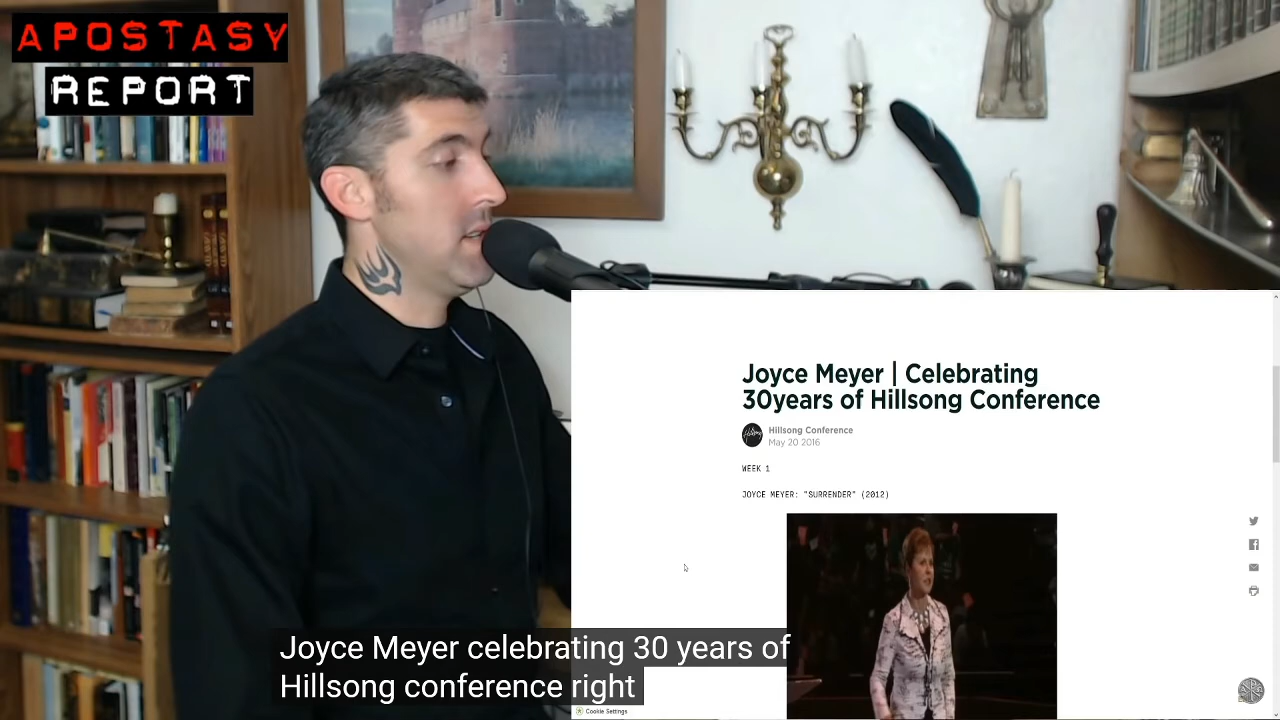 APOSTASY
REPORT
Joyce Meyer | Celebrating
30years of Hillsong Conference
Hillsong Conference
May 20 2016
WEEK 1
JOYCE MEYER: "SURRENDER" (2012)
Joyce Meyer celebrating 30 years of
Hillsong conference right
Cookie Settings